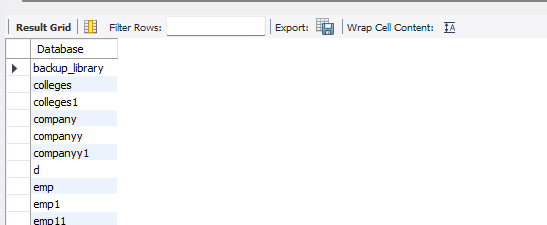 Result Grid Filter Rows: Export: Wrap Cell Content:
Database
backup_library
colleges
colleges1
company
companyy
companyy1
d
emp
emp1
emp11